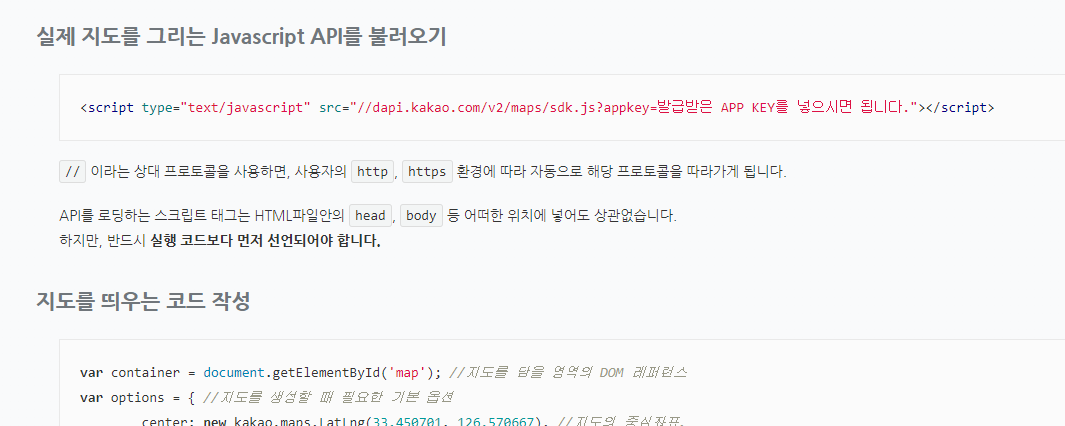 실제 지도를 그리는 Javascript API를 불러오기
<script type="text/javascript" src="//dapi.kakao.com/v2/maps/sdk.js?appkey=발급받은 APP KEY를 넣으시면 됩니다."></script>
// 이라는 상대 프로토콜을 사용하면, 사용자의 http, https 환경에 따라 자동으로 해당 프로토콜을 따라가게 됩니다.
API를 로딩하는 스크립트 태그는 HTML파일안의 head, body 등 어떠한 위치에 넣어도 상관없습니다.
하지만, 반드시 실행 코드보다 먼저 선언되어야 합니다.
지도를 띄우는 코드 작성
var container = document.getElementById('map'); //지도를 담을 영역의 DOM 레퍼런스
var options = { //지도를 생성할 때 필요한 기본 옵션
center: new kakao.maps.LatLng(33.450701, 126.570667), //지도의 중심좌표.